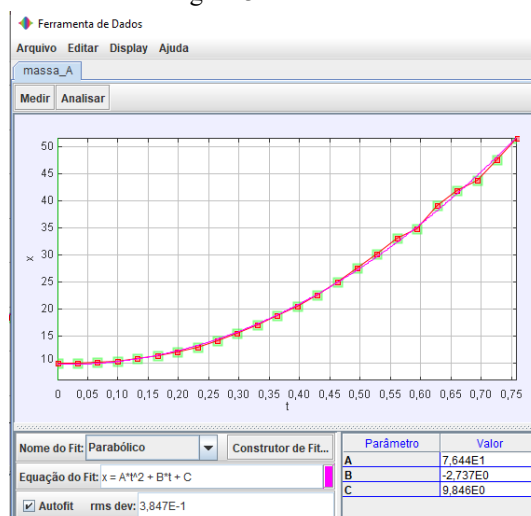 Ferramenta de Dados
Arquivo Editar Display Ajuda
massa_A
Medir Analisar
50
45
40
35
30
25
20
15
10
x
0 0,05 0,10 0,15 0,20 0,25 0,30 0,35 0,40 0,45 0,50 0,55 0,60 0,65 0,70 0,75
t
Nome do Fit: Parabólico Construtor de Fit...
Equação do Fit: x = A*t^2 + B*t + C
Autofit rms dev: 3,847E-1
Parâmetro Valor
A 7,644E1
B -2,737E0
C 9,846E0